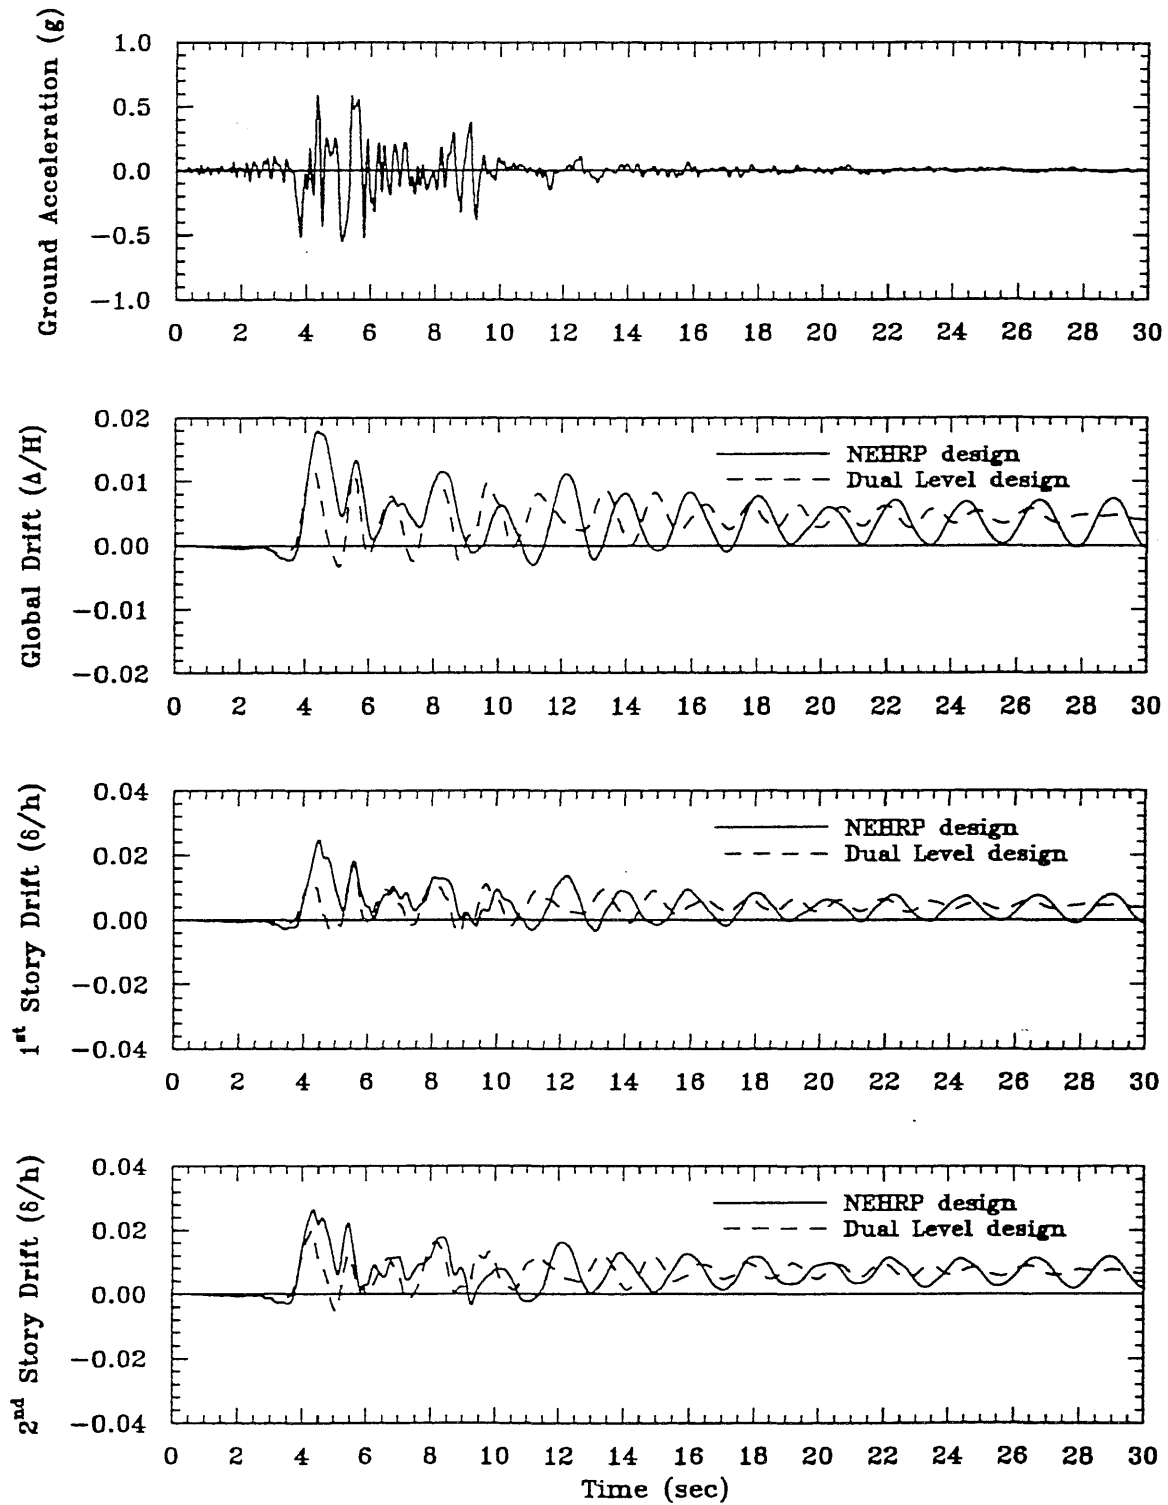 Ground Acceleration (g)
1.0
0.5
0.0
−0.5
−1.0
0 2 4 6 8 10 12 14 16 18 20 22 24 26 28 30
Global Drift (Δ/H)
0.02
0.01
0.00
−0.01
−0.02
NEHRP design
Dual Level design
0 2 4 6 8 10 12 14 16 18 20 22 24 26 28 30
1st Story Drift (δ/h)
0.04
0.02
0.00
−0.02
−0.04
NEHRP design
Dual Level design
0 2 4 6 8 10 12 14 16 18 20 22 24 26 28 30
2nd Story Drift (δ/h)
0.04
0.02
0.00
−0.02
−0.04
NEHRP design
Dual Level design
0 2 4 6 8 10 12 14 16 18 20 22 24 26 28 30
Time (sec)